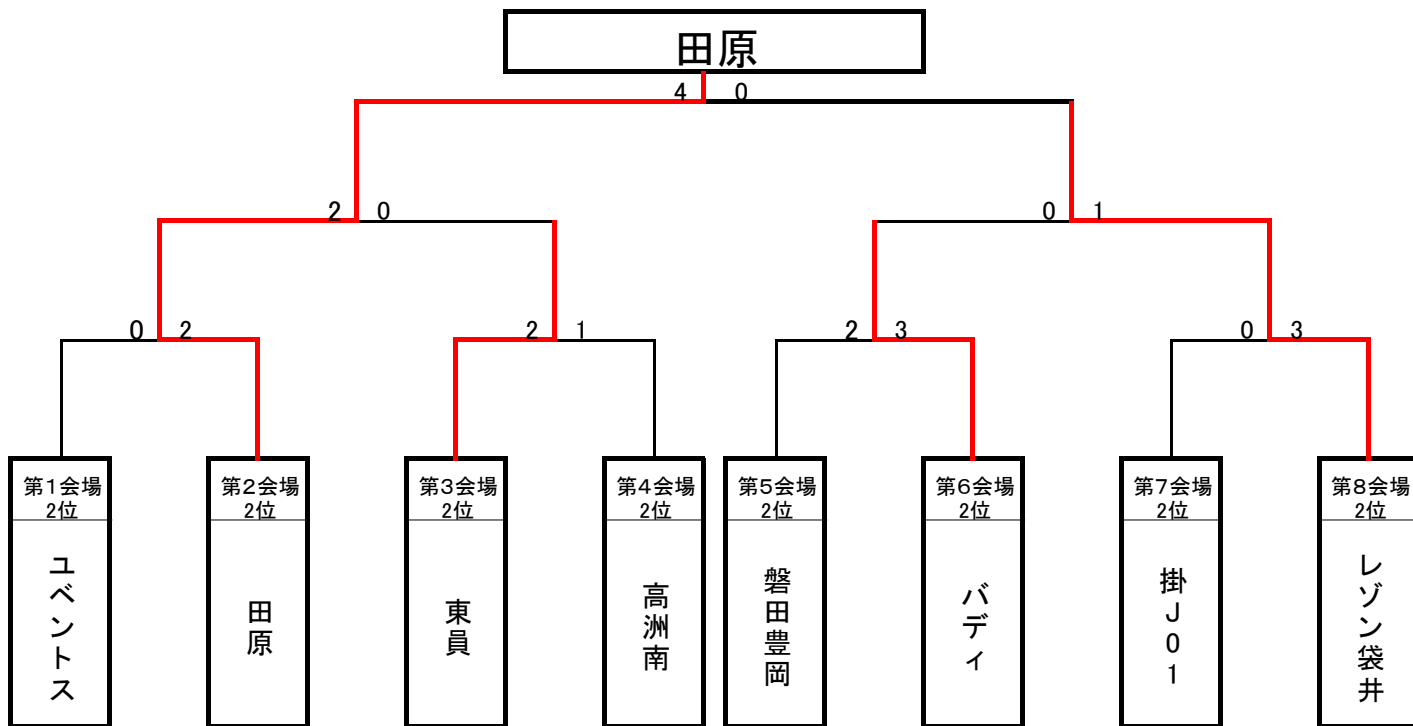 田原
4 0
2 0
0 1
0 2
2 1
2 3
0 3
第1会場
2位
ユベントス
第2会場
2位
田原
第3会場
2位
東員
第4会場
2位
高洲南
第5会場
2位
磐田豊岡
第6会場
2位
バディ
第7会場
2位
掛J01
第8会場
2位
レゾン袋井